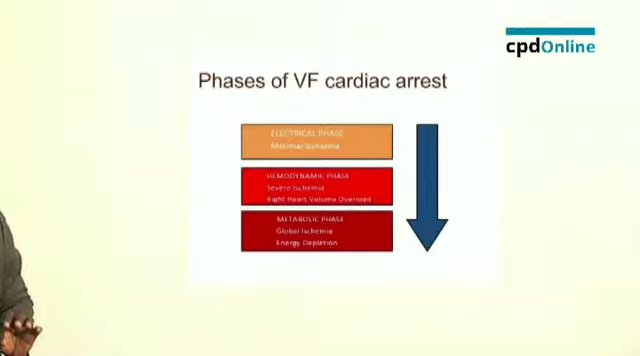 cpdOnline
Phases of VF cardiac arrest
ELECTRICAL PHASE
Minimal Ischemia
HEMODYNAMIC PHASE
Severe Ischemia
Right Heart Volume Overload
METABOLIC PHASE
Global Ischemia
Energy Depletion